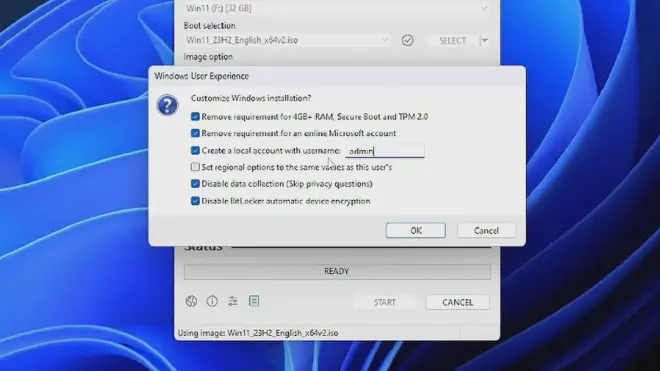 Win11 (F:) [32 GB]
Boot selection
Win11_23H2_English_x64v2.iso
SELECT
Image option
Windows User Experience
Customize Windows installation?
Remove requirement for 4GB+ RAM, Secure Boot and TPM 2.0
Remove requirement for an online Microsoft account
Create a local account with username: admin
Set regional options to the same values as this user's
Disable data collection (Skip privacy questions)
Disable BitLocker automatic device encryption
OK
Cancel
Status
READY
START
CANCEL
Using image: Win11_23H2_English_x64v2.iso